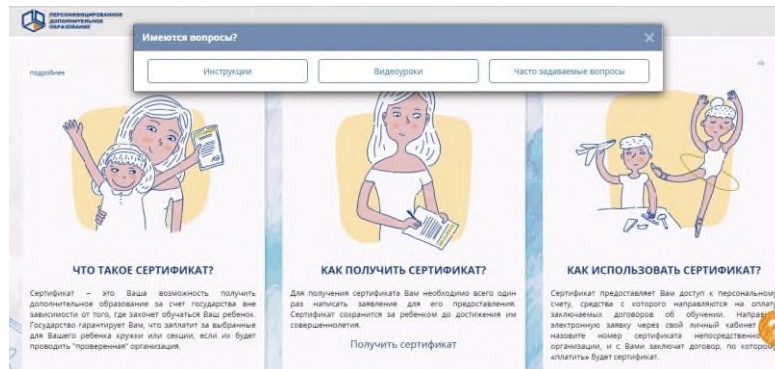 ПЕРСОНИФИЦИРОВАННОЕ
ДОПОЛНИТЕЛЬНОЕ
ОБРАЗОВАНИЕ
Имеются вопросы?
Инструкции
Видеоуроки
Часто задаваемые вопросы
подробнее
ЧТО ТАКОЕ СЕРТИФИКАТ?
Сертификат – это Ваша возможность получить
дополнительное образование за счет государства вне
зависимости от того, где захочет обучаться Ваш ребенок.
Государство гарантирует Вам, что заплатит за выбранные
для Вашего ребенка кружки или секции, если их будет
проводить "проверенная" организация.
КАК ПОЛУЧИТЬ СЕРТИФИКАТ?
Для получения сертификата Вам необходимо всего один
раз написать заявление для его предоставления.
Сертификат сохранится за ребенком до достижения им
совершеннолетия.
Получить сертификат
КАК ИСПОЛЬЗОВАТЬ СЕРТИФИКАТ?
Сертификат предоставляет Вам доступ к персональному
счету, средства с которого направляются на оплату
заключаемых договоров об обучении.
электронную заявку через свой личный кабинет
назовите номер сертификата непосредственно
организации, и с Вами заключат договор, по которому
«платить» будет сертификат.